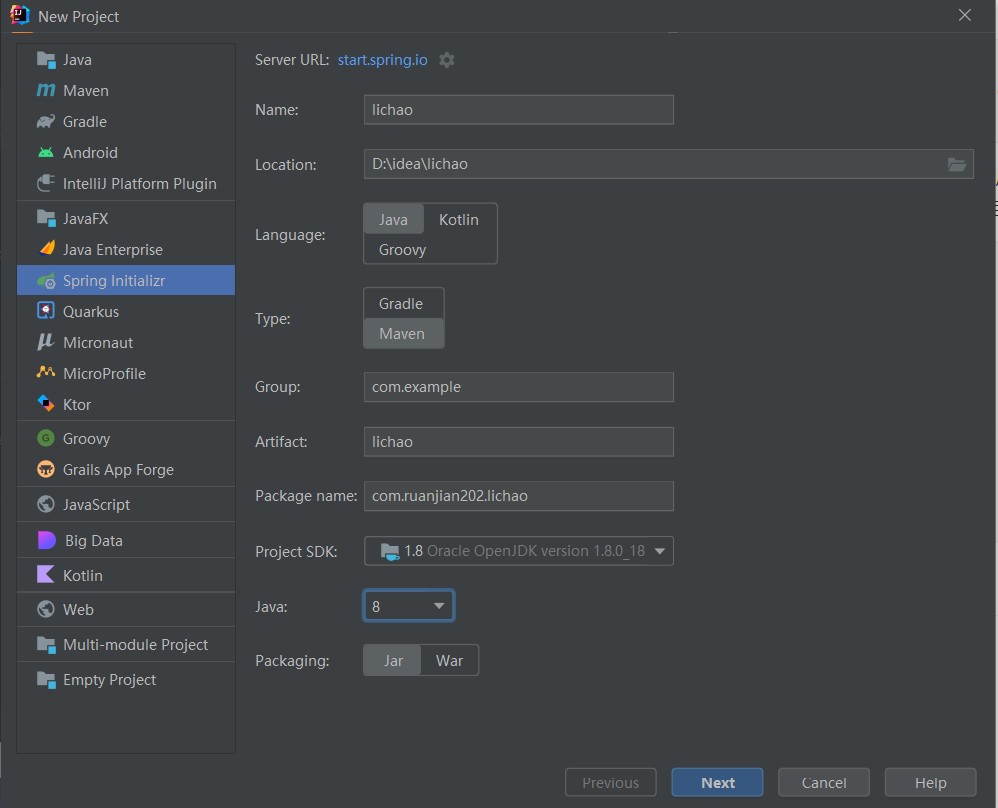 New Project
Java
Maven
Gradle
Android
IntelliJ Platform Plugin
JavaFX
Java Enterprise
Spring Initializr
Quarkus
Micronaut
MicroProfile
Ktor
Groovy
Grails App Forge
JavaScript
Big Data
Kotlin
Web
Multi-module Project
Empty Project
Server URL: start.spring.io
Name: lichao
Location: D:\idea\lichao
Language: Java Kotlin
Groovy
Type: Gradle
Maven
Group: com.example
Artifact: lichao
Package name: com.ruanjian202.lichao
Project SDK: 1.8 Oracle OpenJDK version 1.8.0_18
Java: 8
Packaging: Jar War
Previous Next Cancel Help